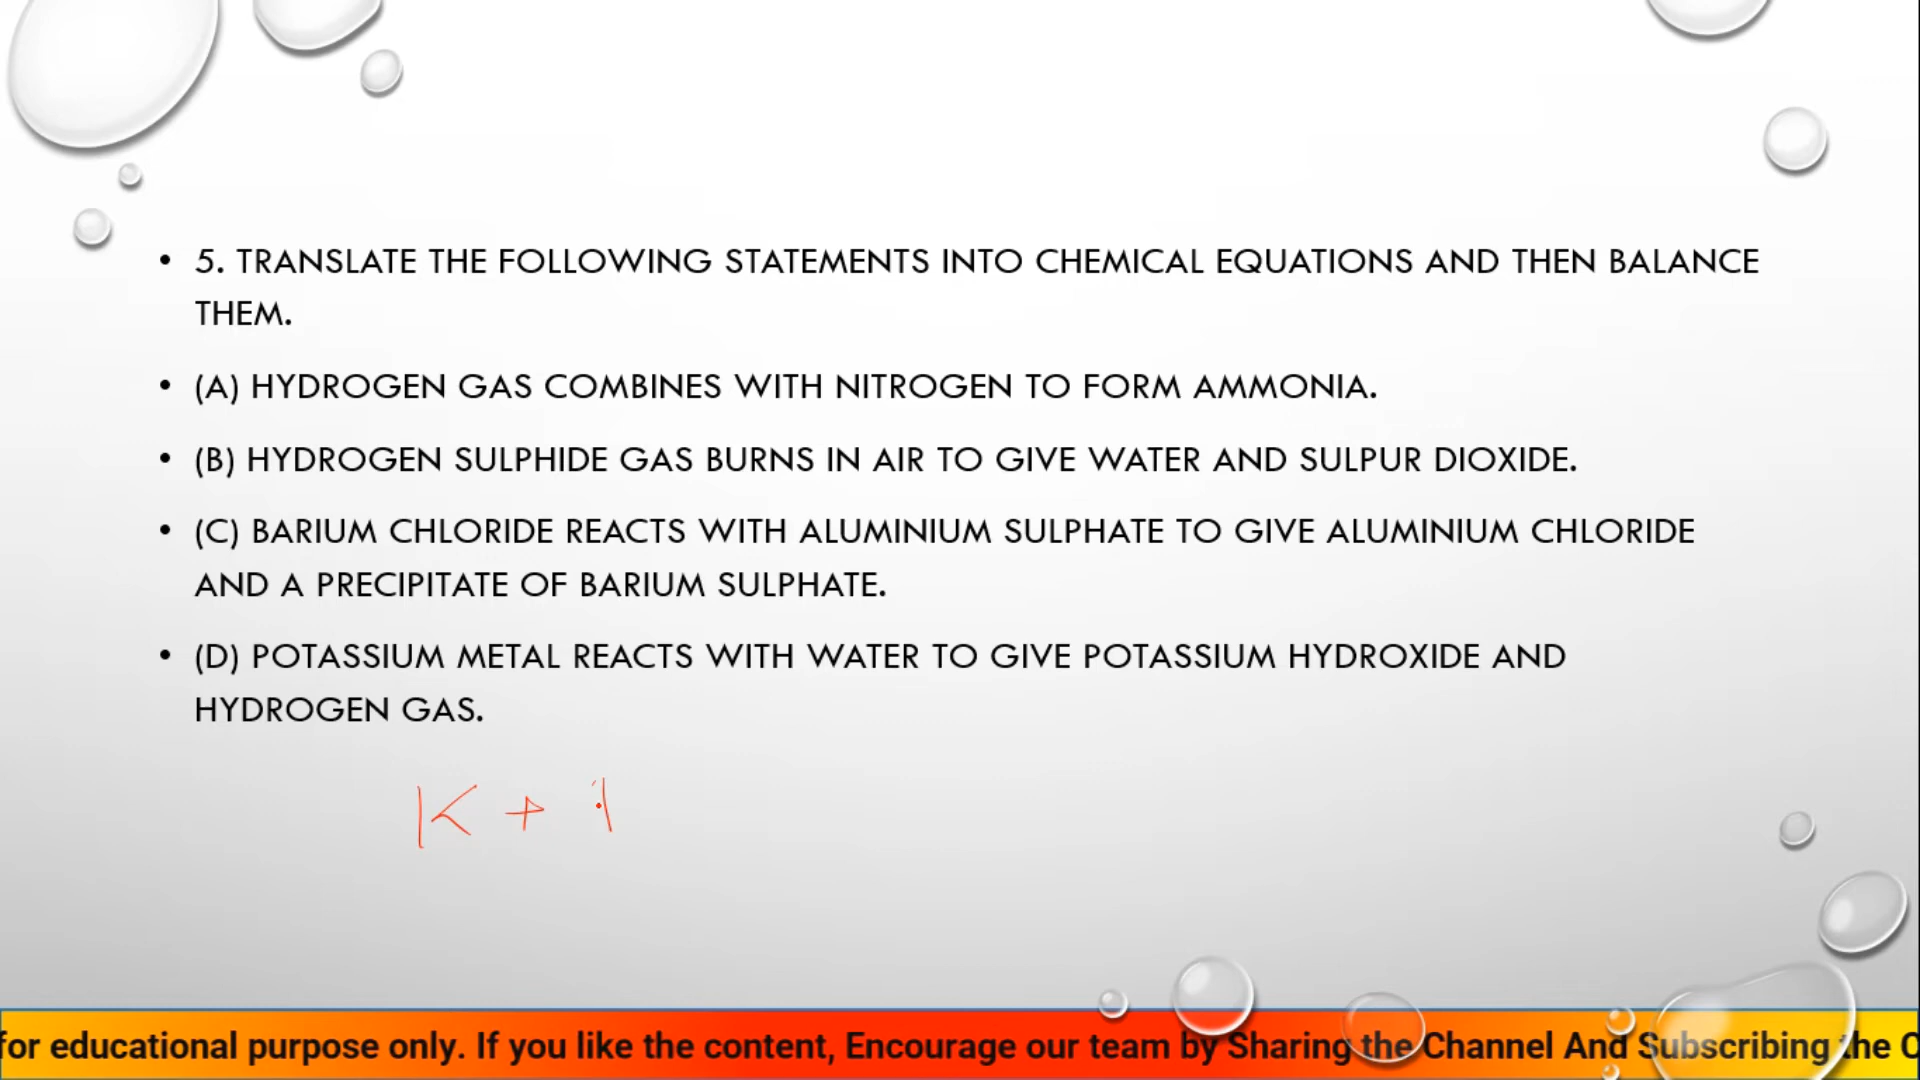 • 5. TRANSLATE THE FOLLOWING STATEMENTS INTO CHEMICAL EQUATIONS AND THEN BALANCE
THEM.
• (A) HYDROGEN GAS COMBINES WITH NITROGEN TO FORM AMMONIA.
• (B) HYDROGEN SULPHIDE GAS BURNS IN AIR TO GIVE WATER AND SULPUR DIOXIDE.
• (C) BARIUM CHLORIDE REACTS WITH ALUMINIUM SULPHATE TO GIVE ALUMINIUM CHLORIDE
AND A PRECIPITATE OF BARIUM SULPHATE.
• (D) POTASSIUM METAL REACTS WITH WATER TO GIVE POTASSIUM HYDROXIDE AND
HYDROGEN GAS.
K +
for educational purpose only. If you like the content, Encourage our team by Sharing the Channel And Subscribing the